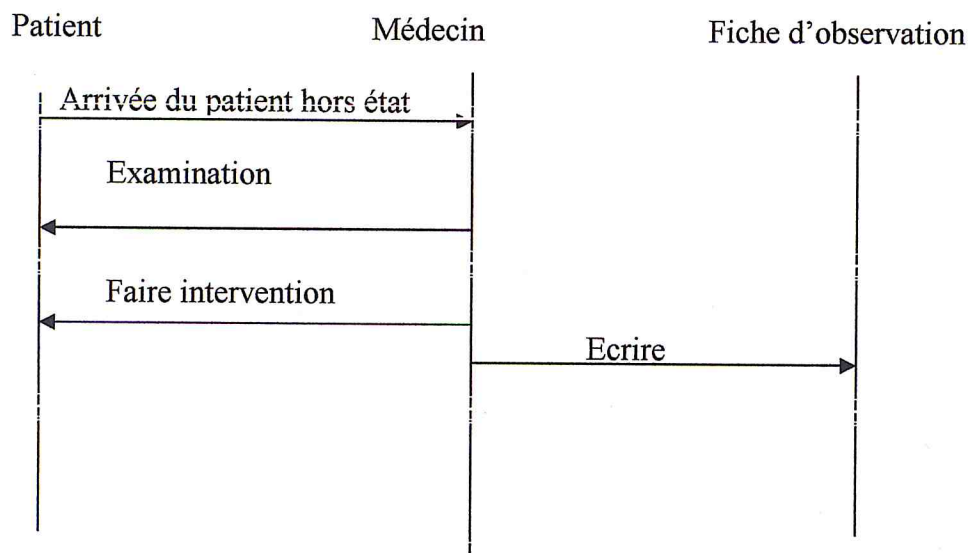 Patient Médecin Fiche d'observation
Arrivée du patient hors état
Examination
Faire intervention
Ecrire